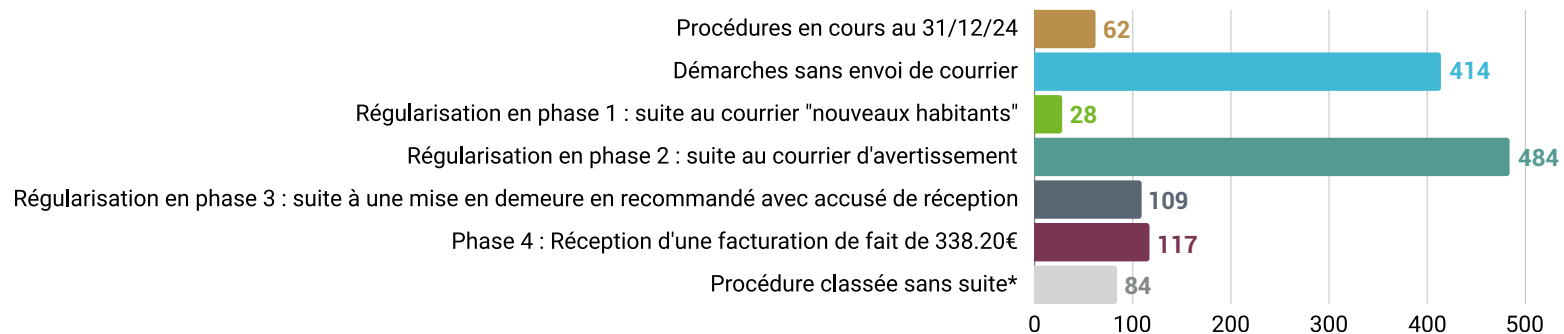 Procédures en cours au 31/12/24 62
Démarches sans envoi de courrier 414
Régularisation en phase 1 : suite au courrier "nouveaux habitants" 28
Régularisation en phase 2 : suite au courrier d'avertissement 484
Régularisation en phase 3 : suite à une mise en demeure en recommandé avec accusé de réception 109
Phase 4 : Réception d'une facturation de fait de 338.20€ 117
Procédure classée sans suite* 84
0 100 200 300 400 500